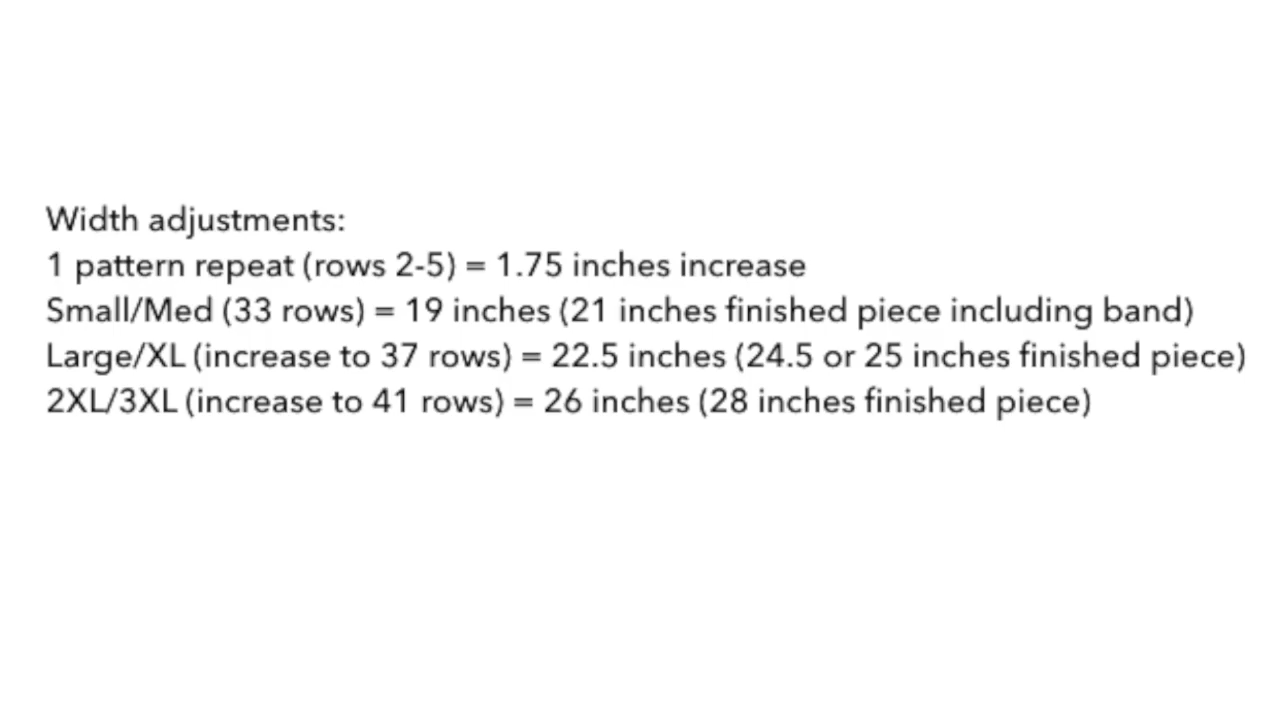 Width adjustments:
1 pattern repeat (rows 2-5) = 1.75 inches increase
Small/Med (33 rows) = 19 inches (21 inches finished piece including band)
Large/XL (increase to 37 rows) = 22.5 inches (24.5 or 25 inches finished piece)
2XL/3XL (increase to 41 rows) = 26 inches (28 inches finished piece)